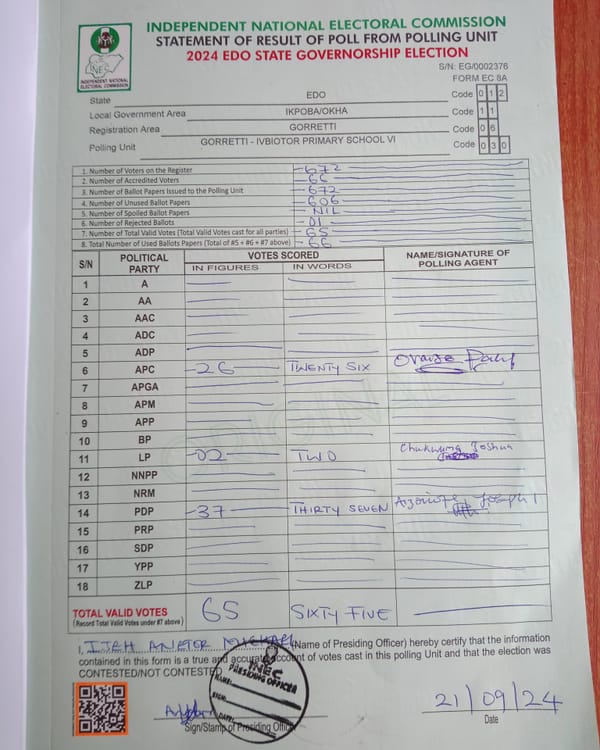 INDEPENDENT NATIONAL ELECTORAL COMMISSION
STATEMENT OF RESULT OF POLL FROM POLLING UNIT
2024 EDO STATE GOVERNORSHIP ELECTION
INEC
INDEPENDENT NATIONAL
ELECTORAL COMMISSION
S/N: EG/0002376
FORM EC 8A
State EDO Code 0 1 2
Local Government Area IKPOBA/OKHA Code 1 1
Registration Area GORRETTI Code 0 6
Polling Unit GORRETTI - IVBIOTOR PRIMARY SCHOOL VI Code 0 3 0
1. Number of Voters on the Register 672
2. Number of Accredited Voters 66
3. Number of Ballot Papers Issued to the Polling Unit 672
4. Number of Unused Ballot Papers 606
5. Number of Spoiled Ballot Papers NIL
6. Number of Rejected Ballots 01
7. Number of Total Valid Votes (Total Valid Votes cast for all parties) 65
8. Total Number of Used Ballots Papers (Total of #5 + #6 + #7 above) 66
S/N POLITICAL PARTY VOTES SCORED NAME/SIGNATURE OF POLLING AGENT
IN FIGURES IN WORDS
1 A
2 AA
3 AAC
4 ADC
5 ADP
6 APC 26 TWENTY SIX
7 APGA
8 APM
9 APP
10 BP
11 LP 02 TWO Joshua
12 NNPP
13 NRM
14 PDP 37 THIRTY SEVEN Joseph
15 PRP
16 SDP
17 YPP
18 ZLP
ORIGINAL
TOTAL VALID VOTES 65 SIXTY FIVE
(Record Total Valid Votes under #7 above)
I, (Name of Presiding Officer) hereby certify that the information
contained in this form is a true and accurate account of votes cast in this polling Unit and that the election was
CONTESTED/NOT CONTESTED
INEC
PRESIDING OFFICER
NAME:
SIGN:
DATE:
21/09/24
Sign/Stamp of Presiding Officer Date